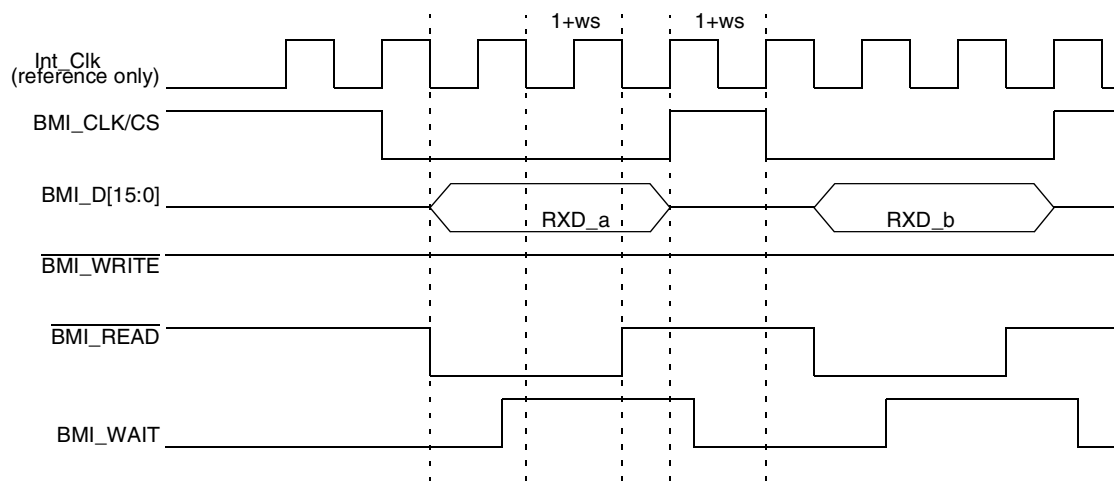 1+ws 1+ws
Int_Clk
(reference only)
BMI_CLK/CS
BMI_D[15:0]
RXD_a RXD_b
BMI_WRITE
BMI_READ
BMI_WAIT